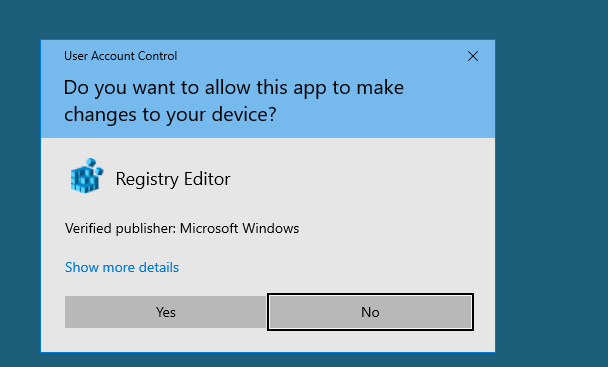 User Account Control
Do you want to allow this app to make
changes to your device?
Registry Editor
Verified publisher: Microsoft Windows
Show more details
Yes
No